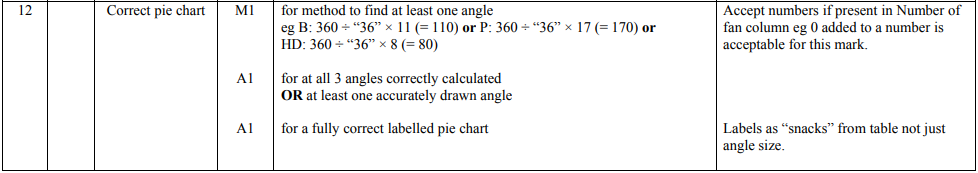 12 Correct pie chart M1 for method to find at least one angle Accept numbers if present in Number of
eg B: 360 ÷ “36” × 11 (= 110) or P: 360 ÷ “36” × 17 (= 170) or fan column eg 0 added to a number is
HD: 360 ÷ “36” × 8 (= 80) acceptable for this mark.
A1 for at all 3 angles correctly calculated
OR at least one accurately drawn angle
A1 for a fully correct labelled pie chart Labels as “snacks” from table not just
angle size.